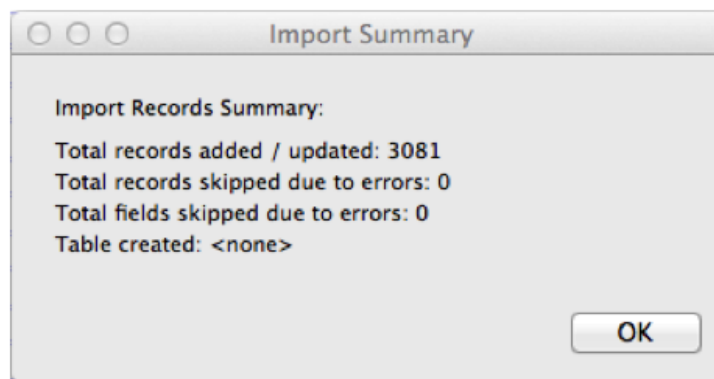 Import Summary
Import Records Summary:
Total records added / updated: 3081
Total records skipped due to errors: 0
Total fields skipped due to errors: 0
Table created: <none>
OK